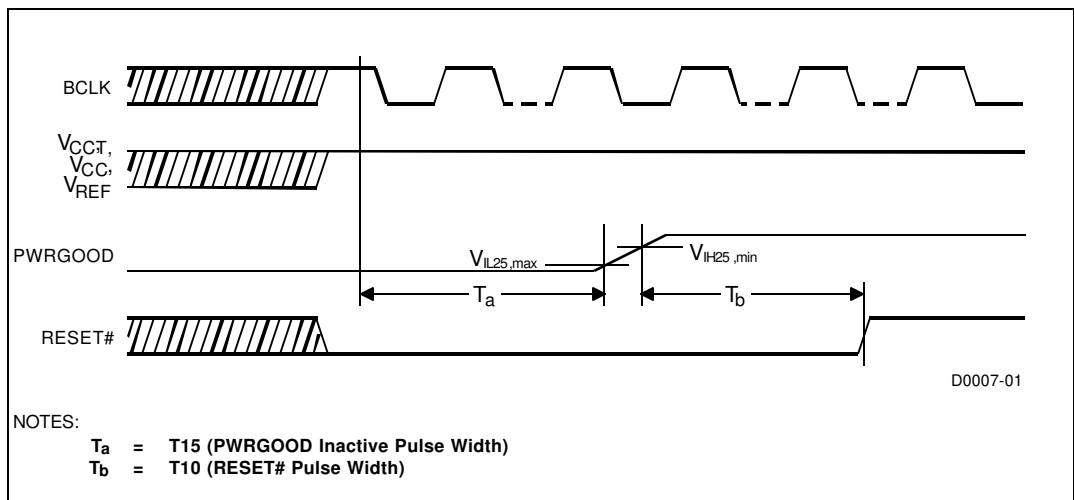 BCLK
VCCT,
VCC,
VREF
PWRGOOD
VIL25,max
VIH25,min
Ta
Tb
RESET#
D0007-01
NOTES:
Ta = T15 (PWRGOOD Inactive Pulse Width)
Tb = T10 (RESET# Pulse Width)